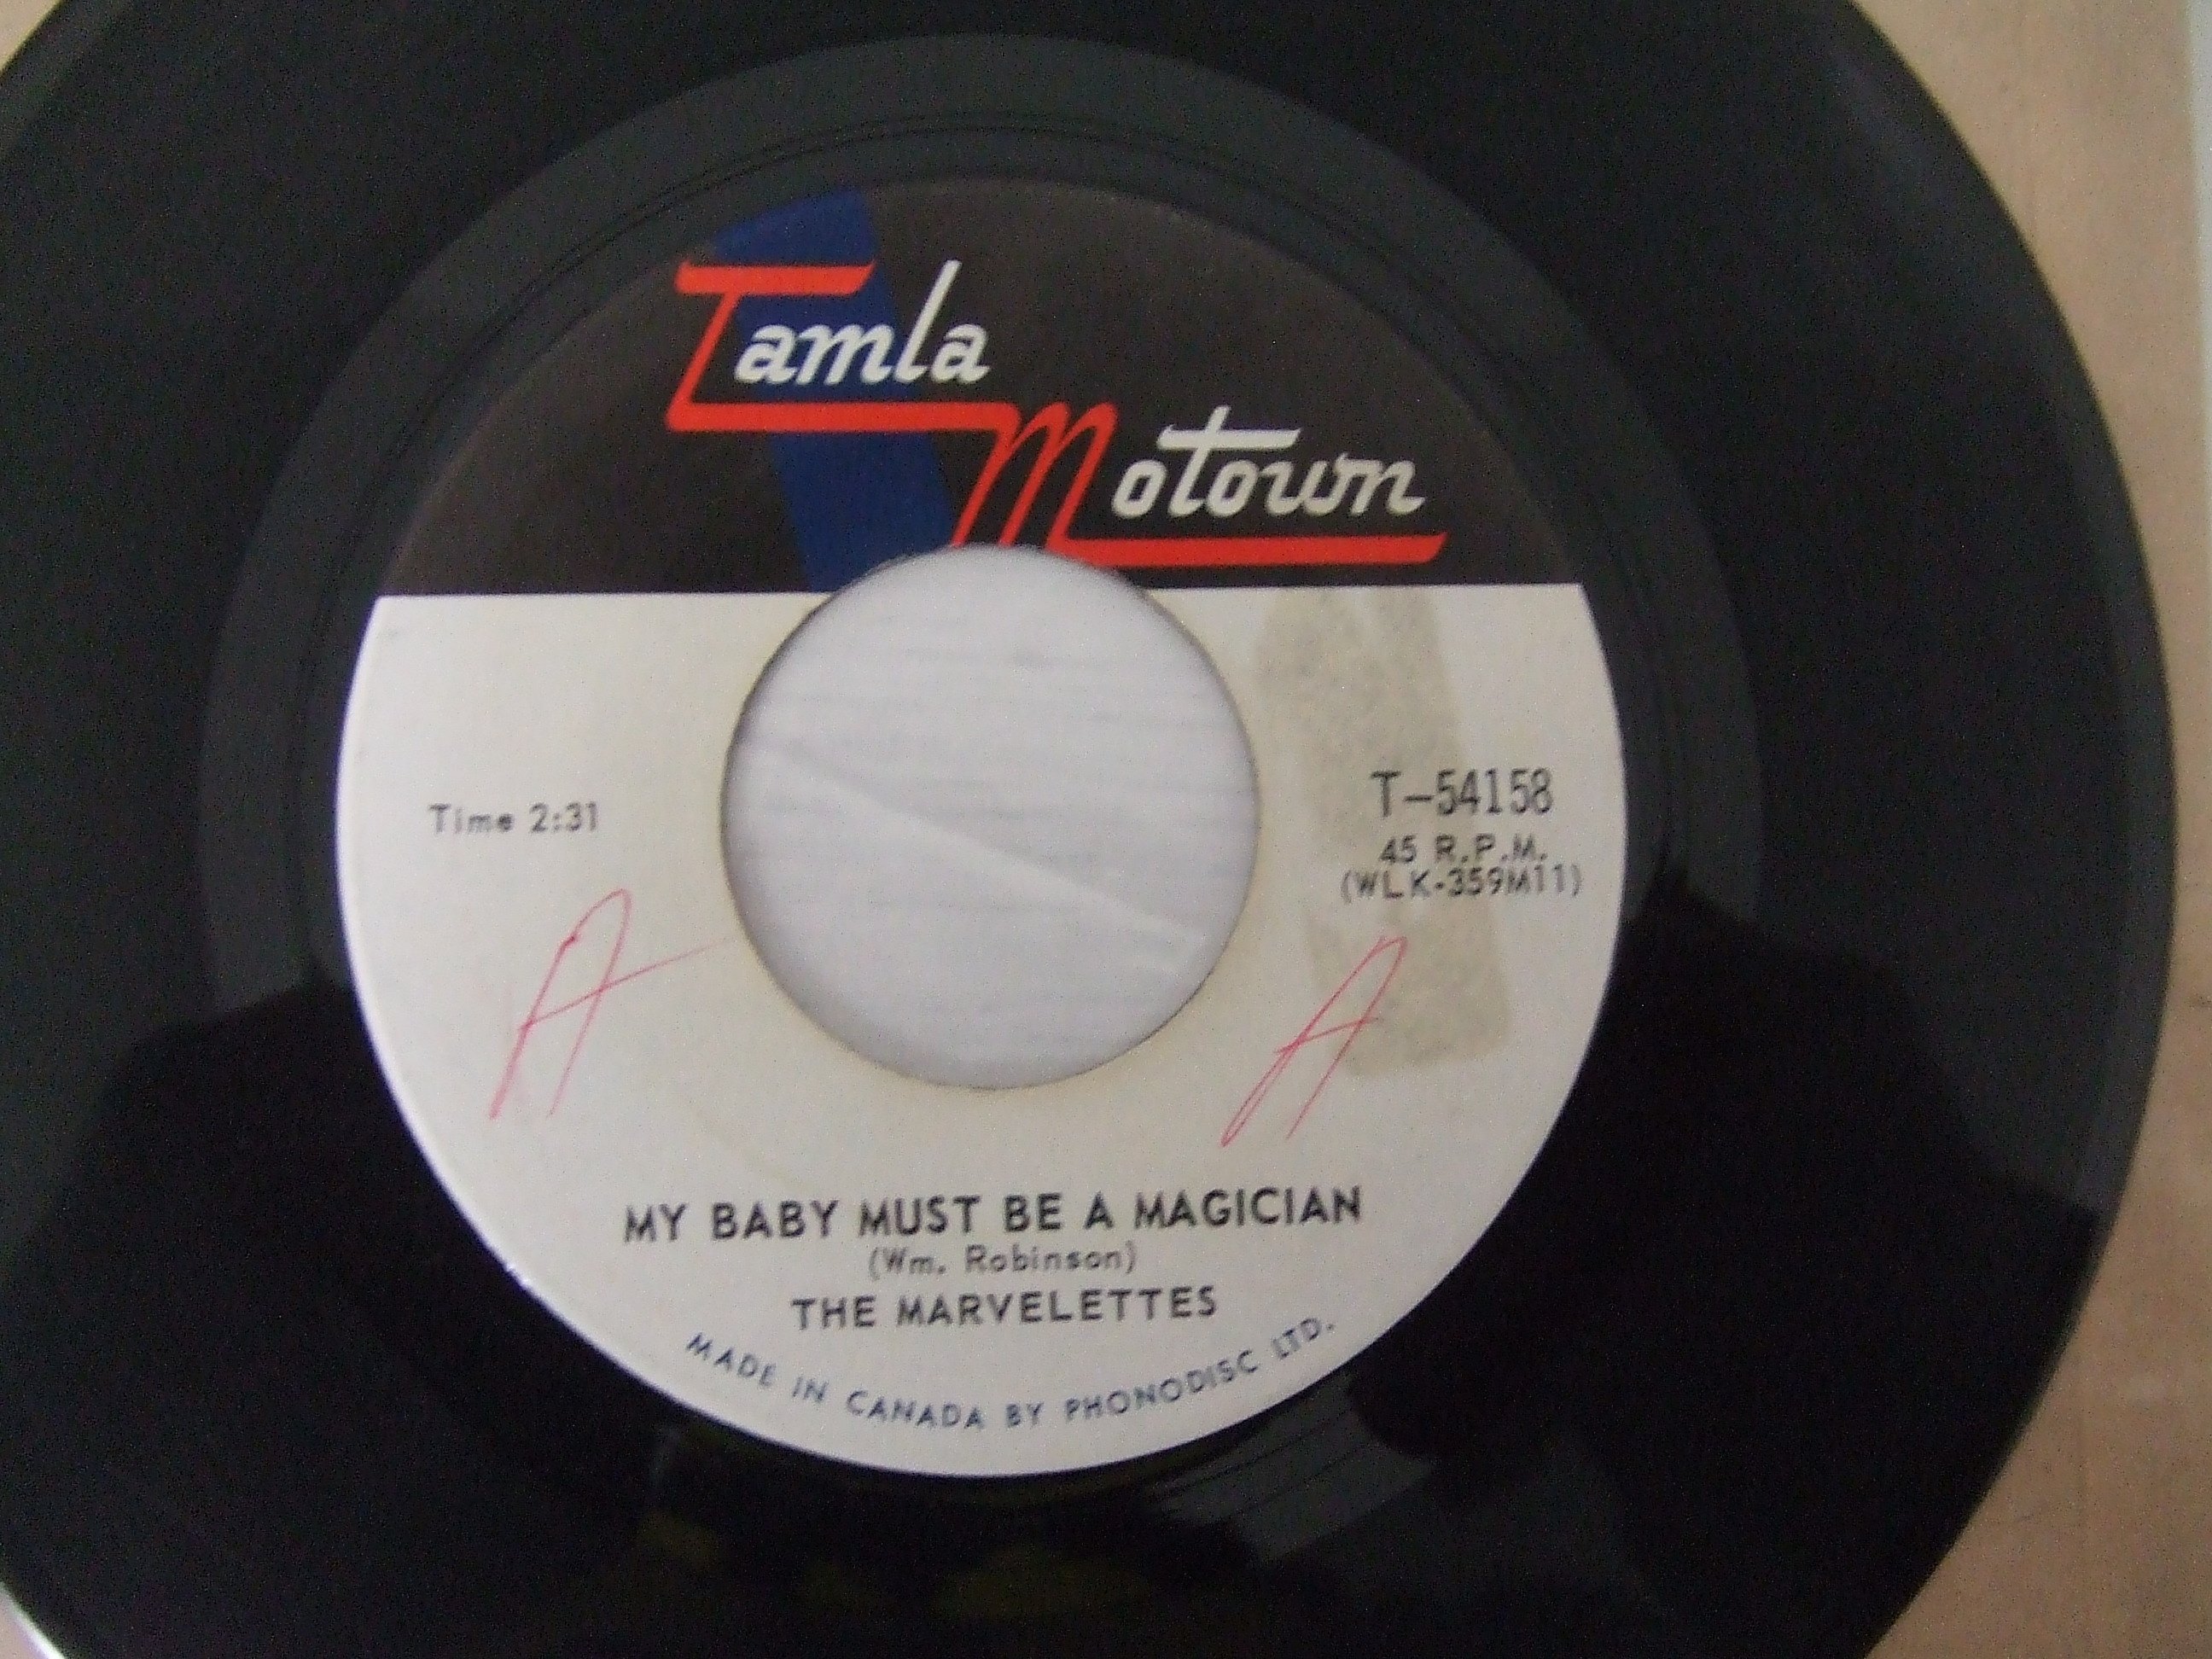 Tamla
Motown
Time 2:31
T-54158
45 R.P.M.
(WLK-359M11)
A
A
MY BABY MUST BE A MAGICIAN
(Wm. Robinson)
THE MARVELETTES
MADE IN CANADA BY PHONODISC LTD.